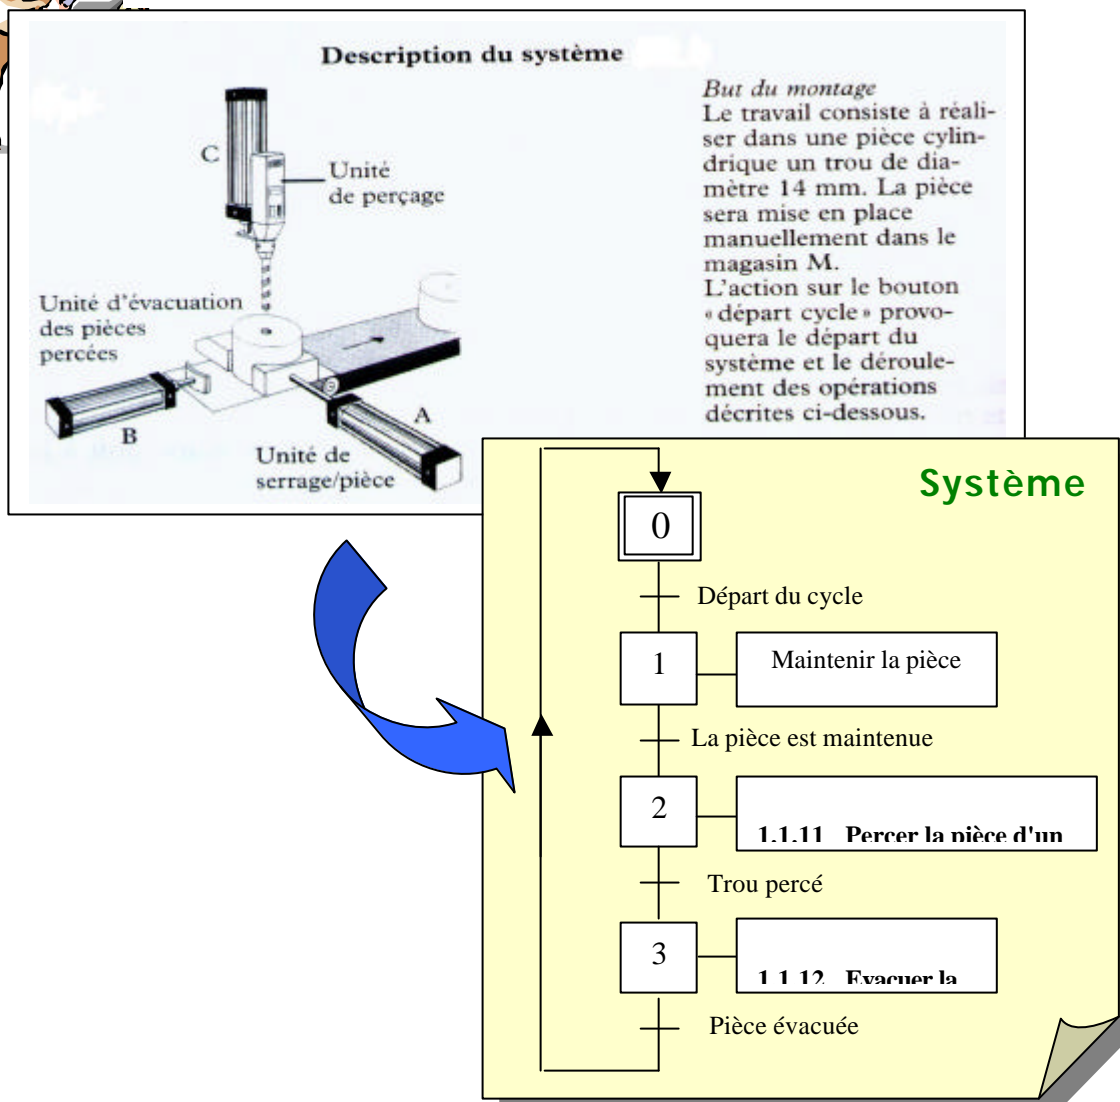 Description du système
But du montage
Le travail consiste à réali-
ser dans une pièce cylin-
drique un trou de dia-
mètre 14 mm. La pièce
sera mise en place
manuellement dans le
magasin M.
L'action sur le bouton
«départ cycle» provo-
quera le départ du
système et le déroule-
ment des opérations
décrites ci-dessous.
C
Unité
de perçage
Unité d'évacuation
des pièces
percées
B
A
Unité de
serrage/pièce
Système
0
Départ du cycle
1
Maintenir la pièce
La pièce est maintenue
2
1.1.11 Percer la pièce d'un
Trou percé
3
1.1.12 Evacuer la
Pièce évacuée